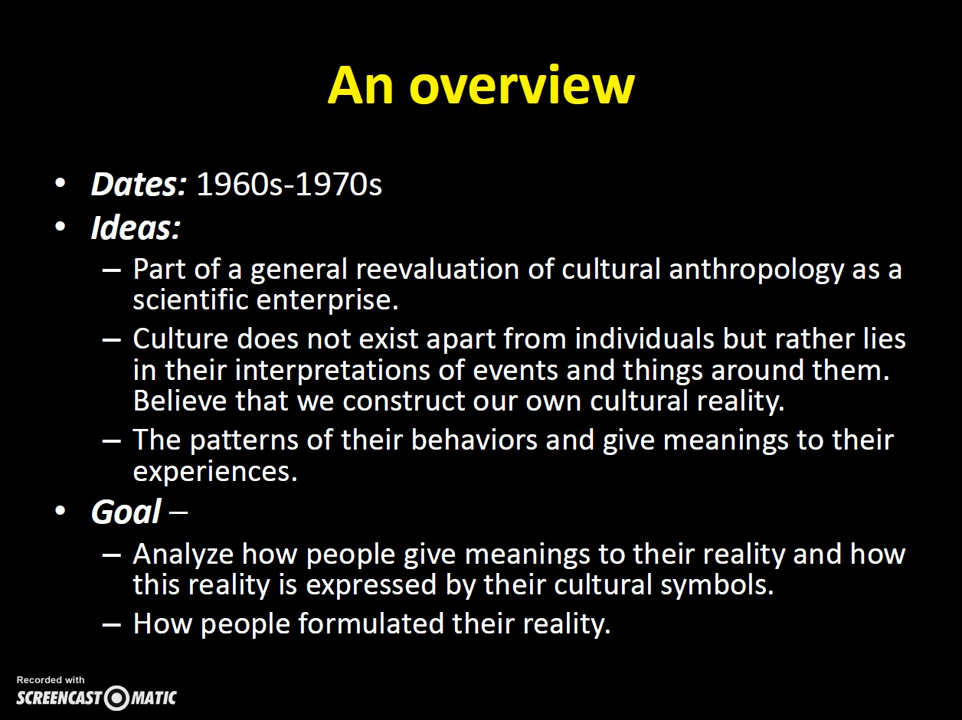 An overview
• Dates: 1960s-1970s
• Ideas:
– Part of a general reevaluation of cultural anthropology as a
scientific enterprise.
– Culture does not exist apart from individuals but rather lies
in their interpretations of events and things around them.
Believe that we construct our own cultural reality.
– The patterns of their behaviors and give meanings to their
experiences.
• Goal –
– Analyze how people give meanings to their reality and how
this reality is expressed by their cultural symbols.
– How people formulated their reality.
Recorded with
SCREENCAST MATIC